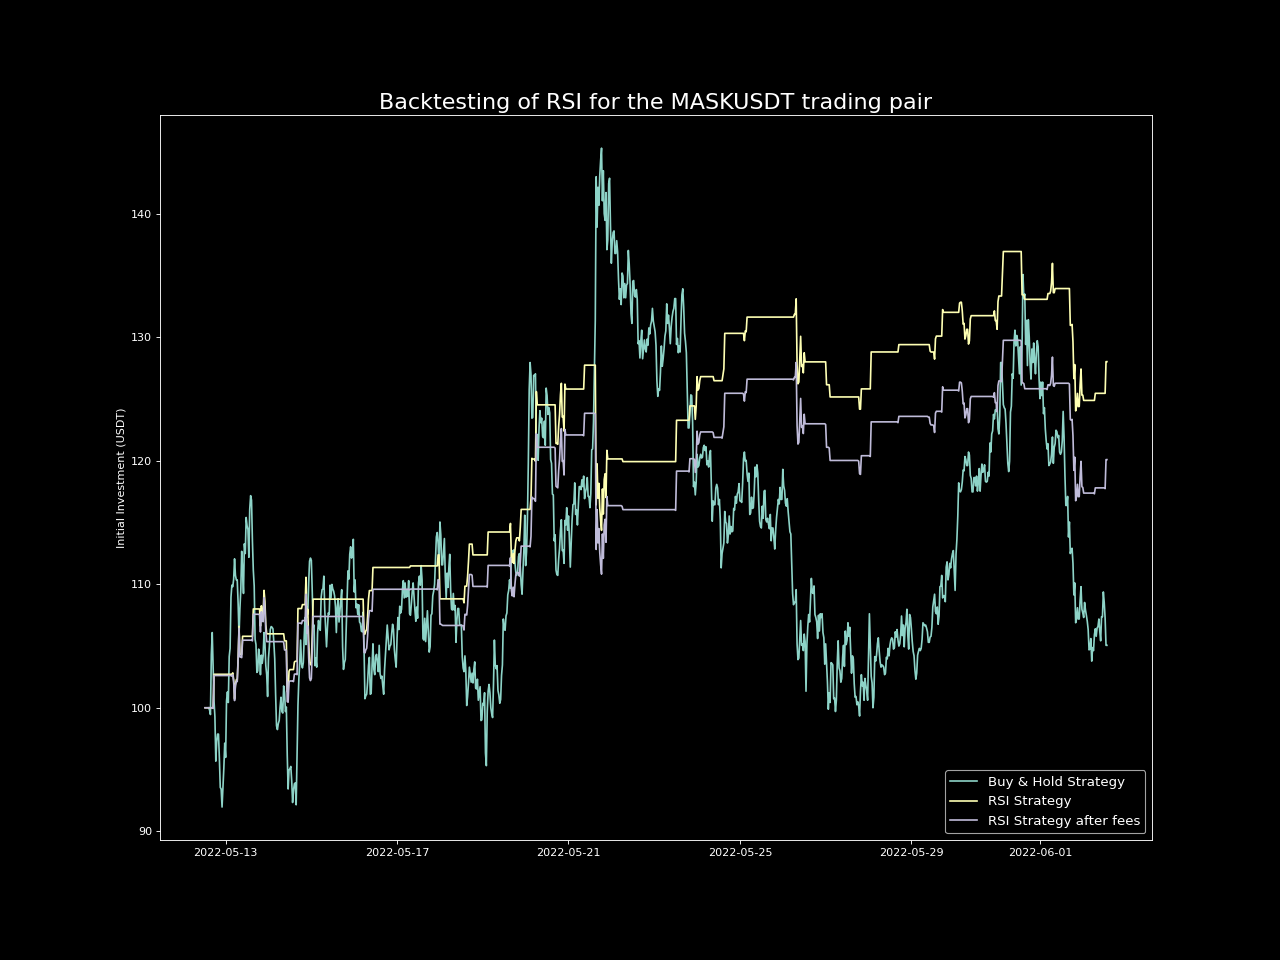 Backtesting of RSI for the MASKUSDT trading pair
Initial Investment (USDT)
140
130
120
110
100
90
2022-05-13
2022-05-17
2022-05-21
2022-05-25
2022-05-29
2022-06-01
Buy & Hold Strategy
RSI Strategy
RSI Strategy after fees